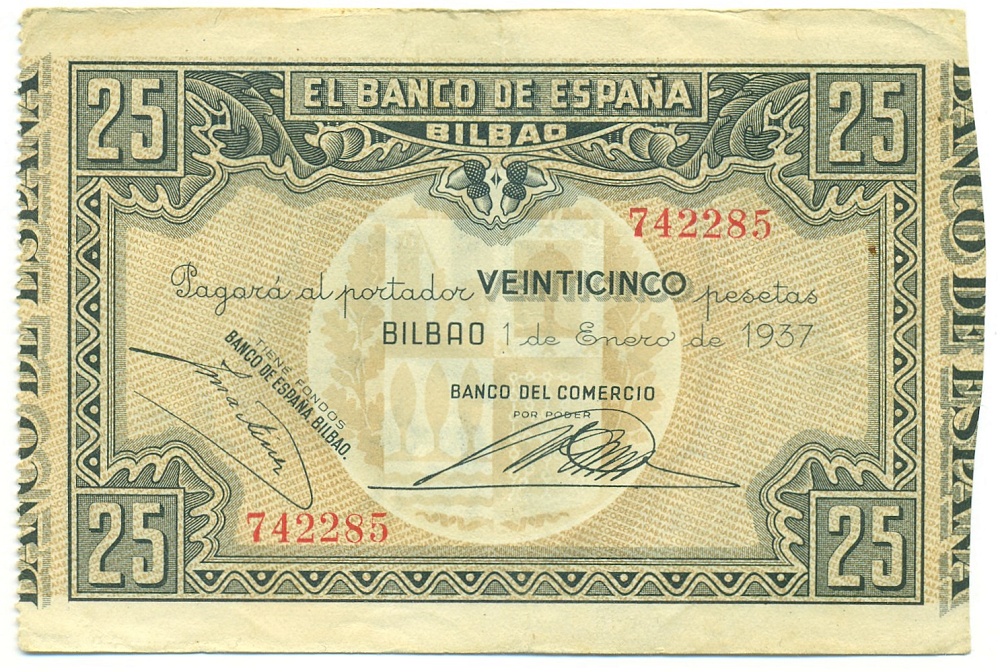 25 EL BANCO DE ESPAÑA 25
BILBAO
742285
Pagará al portador VEINTICINCO pesetas
BILBAO 1 de Enero de 1937
TIENE FONDOS
BANCO DE ESPAÑA BILBAO.
BANCO DEL COMERCIO
POR PODER
742285
25 25
BANCO DE ESPAÑA
BANCO DE ESPAÑA